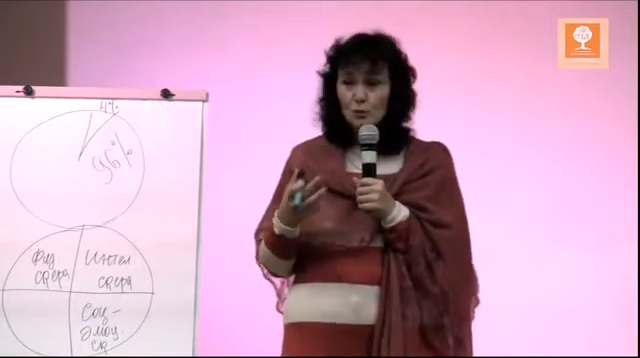 4%
96%
Физ
сфера
Интел
сфера
Соц-
эмоц.